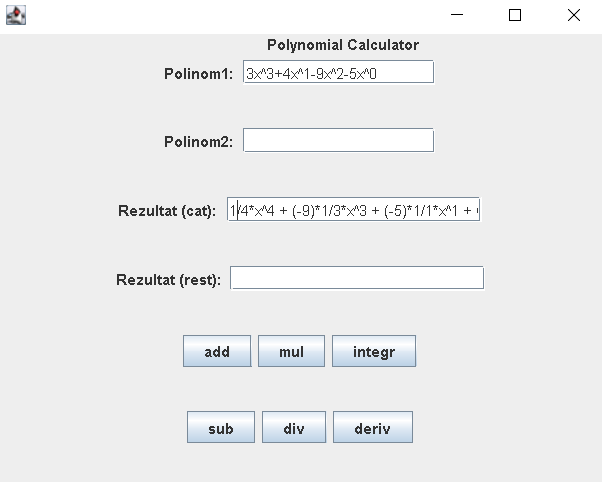 Polynomial Calculator
Polinom1: 3x^3+4x^1-9x^2-5x^0
Polinom2:
Rezultat (cat): 1/4*x^4 + (-9)*1/3*x^3 + (-5)*1/1*x^1 +
Rezultat (rest):
add mul integr
sub div deriv